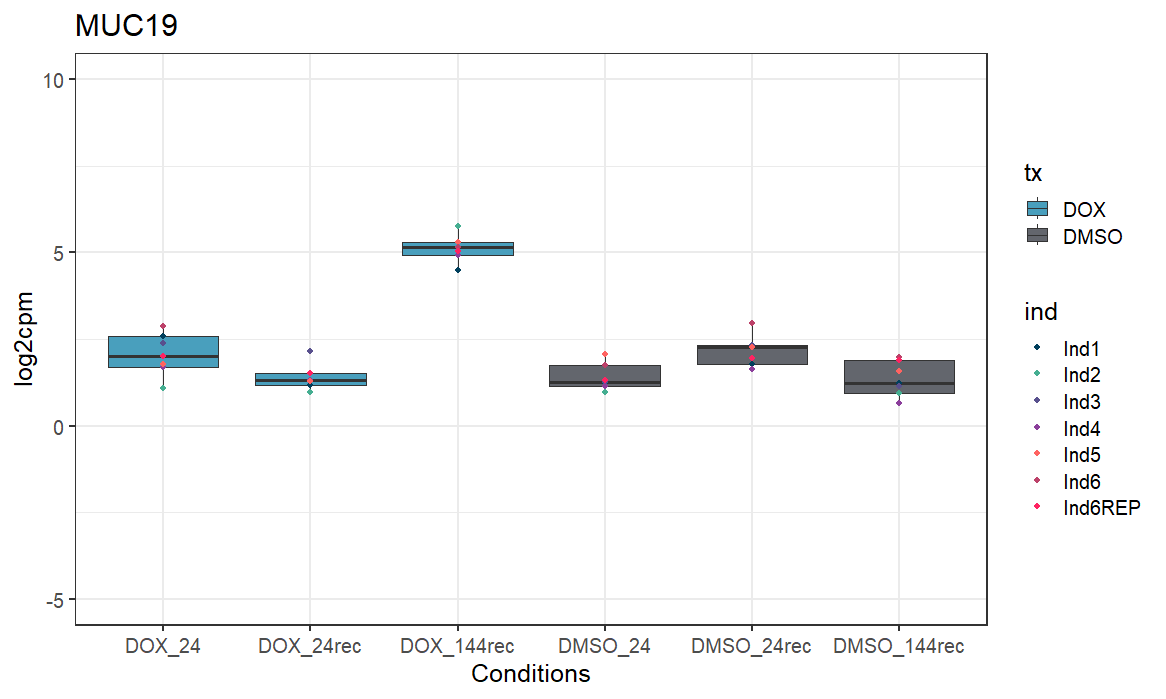 MUC19
log2cpm
10
5
0
-5
DOX_24
DOX_24rec
DOX_144rec
DMSO_24
DMSO_24rec
DMSO_144rec
Conditions
tx
DOX
DMSO
ind
Ind1
Ind2
Ind3
Ind4
Ind5
Ind6
Ind6REP